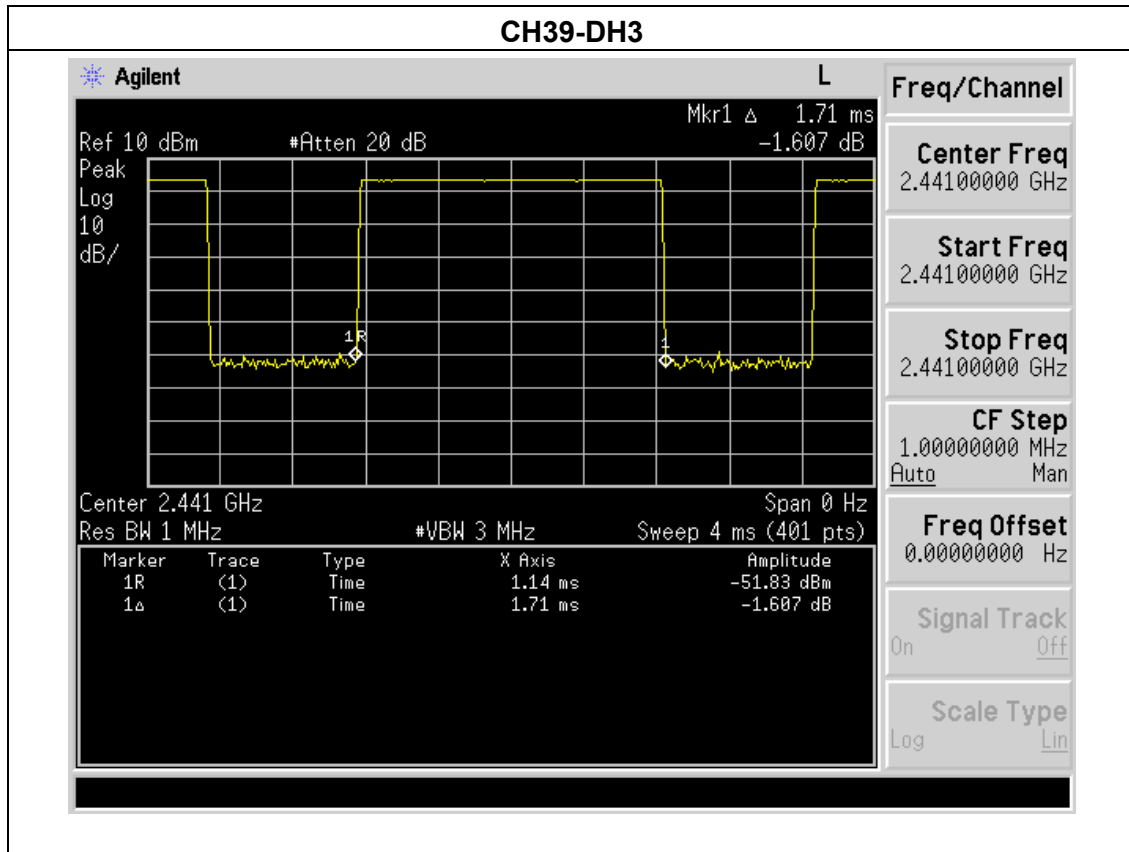 CH39-DH3
Agilent L
Mkr1 Δ 1.71 ms
Ref 10 dBm #Atten 20 dB -1.607 dB
Peak
Log
10
dB/
1R
1
Center 2.441 GHz Span 0 Hz
Res BW 1 MHz #VBW 3 MHz Sweep 4 ms (401 pts)
Marker Trace Type X Axis Amplitude
1R (1) Time 1.14 ms -51.83 dBm
1Δ (1) Time 1.71 ms -1.607 dB
Freq/Channel
Center Freq
2.44100000 GHz
Start Freq
2.44100000 GHz
Stop Freq
2.44100000 GHz
CF Step
1.00000000 MHz
Auto Man
Freq Offset
0.00000000 Hz
Signal Track
On Off
Scale Type
Log Lin